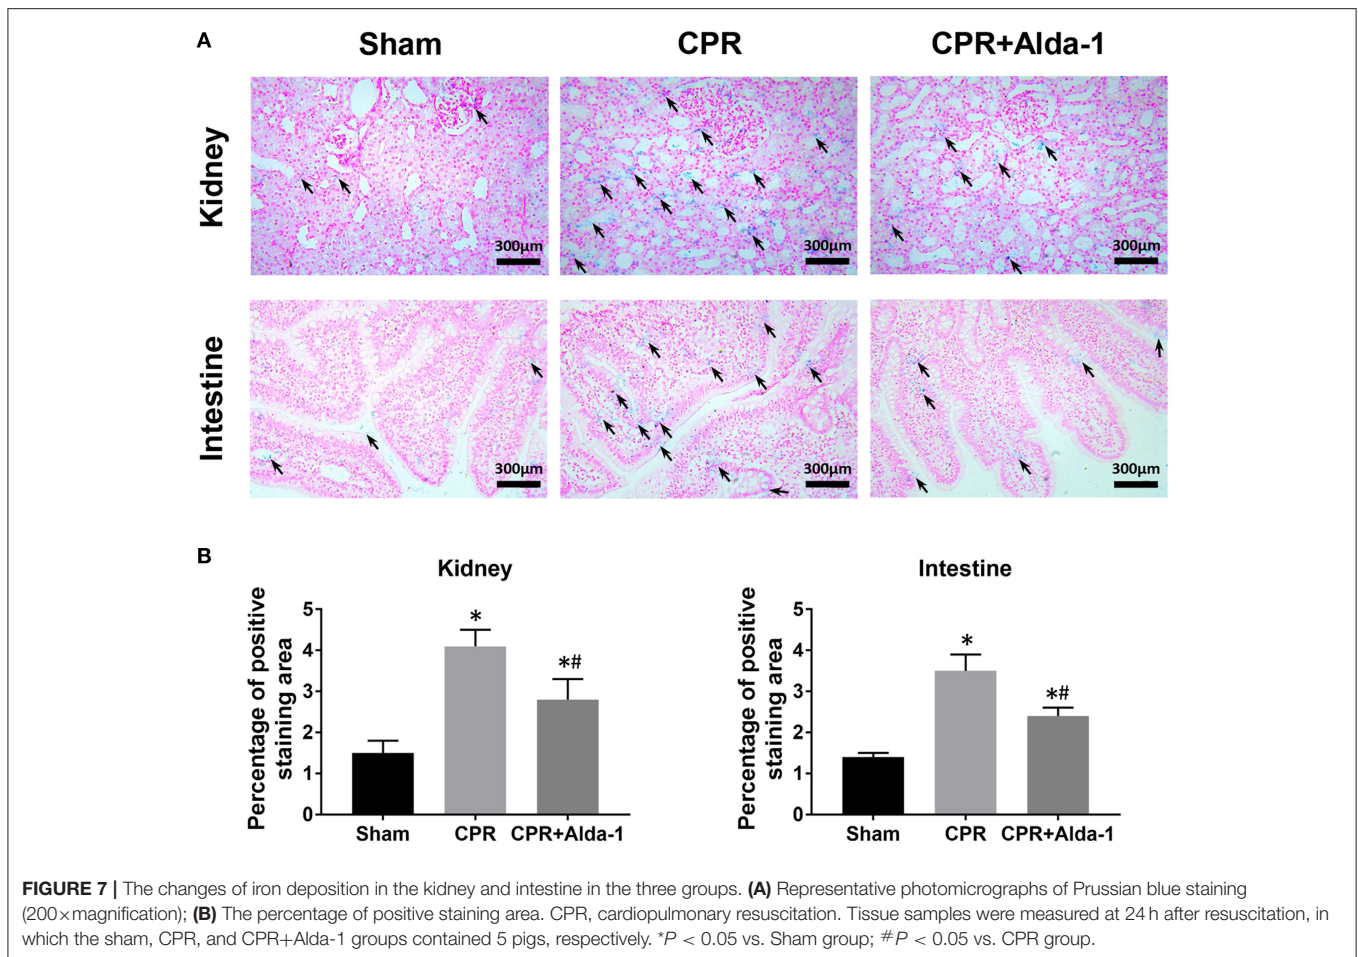 A
Sham
CPR
CPR+Alda-1
Kidney
300μm
300μm
300μm
Intestine
300μm
300μm
300μm
B
Kidney
Percentage of positive
staining area
5
4
3
2
1
0
*
*#
Sham
CPR
CPR+Alda-1
Intestine
Percentage of positive
staining area
5
4
3
2
1
0
*
*#
Sham
CPR
CPR+Alda-1
FIGURE 7 | The changes of iron deposition in the kidney and intestine in the three groups. (A) Representative photomicrographs of Prussian blue staining
(200×magnification); (B) The percentage of positive staining area. CPR, cardiopulmonary resuscitation. Tissue samples were measured at 24 h after resuscitation, in
which the sham, CPR, and CPR+Alda-1 groups contained 5 pigs, respectively. *P < 0.05 vs. Sham group; #P < 0.05 vs. CPR group.